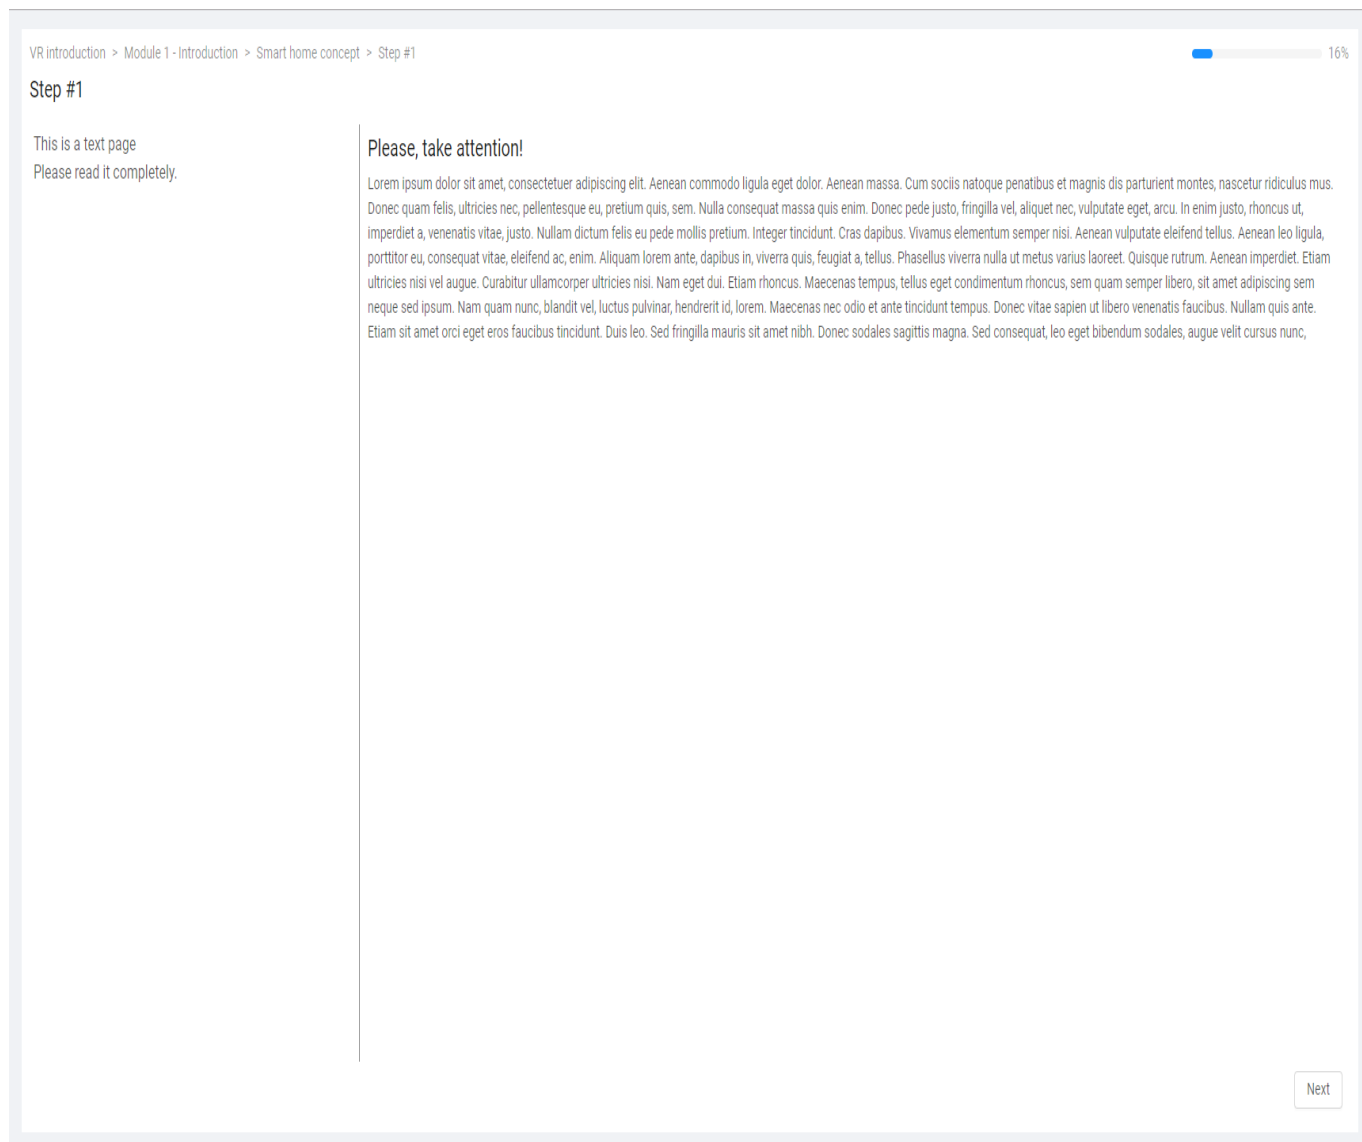 VR introduction > Module 1 - Introduction > Smart home concept > Step #1
16%
Step #1
This is a text page
Please read it completely.
Please, take attention!
Lorem ipsum dolor sit amet, consectetuer adipiscing elit. Aenean commodo ligula eget dolor. Aenean massa. Cum sociis natoque penatibus et magnis dis parturient montes, nascetur ridiculus mus.
Donec quam felis, ultricies nec, pellentesque eu, pretium quis, sem. Nulla consequat massa quis enim. Donec pede justo, fringilla vel, aliquet nec, vulputate eget, arcu. In enim justo, rhoncus ut,
imperdiet a, venenatis vitae, justo. Nullam dictum felis eu pede mollis pretium. Integer tincidunt. Cras dapibus. Vivamus elementum semper nisi. Aenean vulputate eleifend tellus. Aenean leo ligula,
porttitor eu, consequat vitae, eleifend ac, enim. Aliquam lorem ante, dapibus in, viverra quis, feugiat a, tellus. Phasellus viverra nulla ut metus varius laoreet. Quisque rutrum. Aenean imperdiet. Etiam
ultricies nisi vel augue. Curabitur ullamcorper ultricies nisi. Nam eget dui. Etiam rhoncus. Maecenas tempus, tellus eget condimentum rhoncus, sem quam semper libero, sit amet adipiscing sem
neque sed ipsum. Nam quam nunc, blandit vel, luctus pulvinar, hendrerit id, lorem. Maecenas nec odio et ante tincidunt tempus. Donec vitae sapien ut libero venenatis faucibus. Nullam quis ante.
Etiam sit amet orci eget eros faucibus tincidunt. Duis leo. Sed fringilla mauris sit amet nibh. Donec sodales sagittis magna. Sed consequat, leo eget bibendum sodales, augue velit cursus nunc,
Next